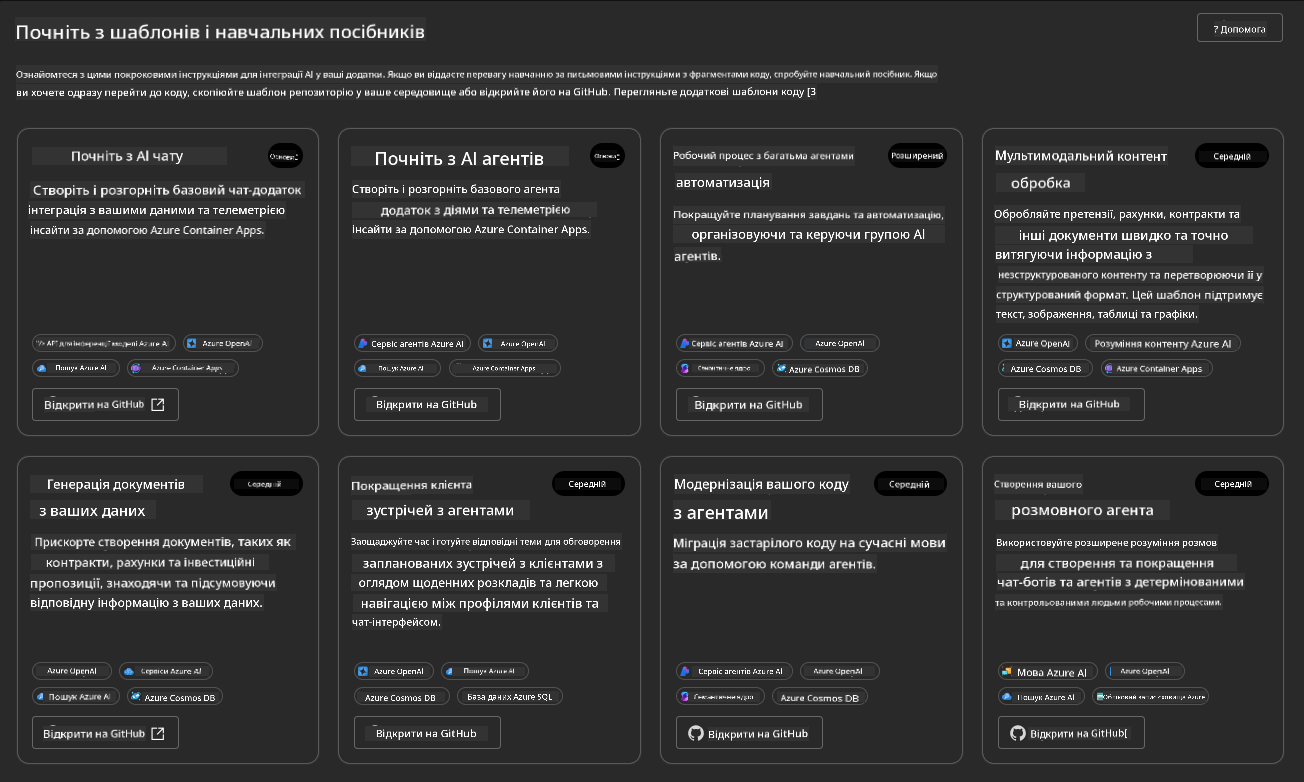 Почніть з шаблонів і навчальних посібників
? Допомога
Ознайомтеся з цими покроковими інструкціями для інтеграції AI у ваші додатки. Якщо ви віддаєте перевагу навчанню за письмовими інструкціями з фрагментами коду, спробуйте навчальний посібник. Якщо
ви хочете одразу перейти до коду, скопіюйте шаблон репозиторію у ваше середовище або відкрийте його на GitHub. Перегляньте додаткові шаблони коду [3
Почніть з AI чату
Створіть і розгорніть базовий чат-додаток
інтеграція з вашими даними та телеметрією
інсайти за допомогою Azure Container Apps.
API для інференції моделі Azure AI
Azure OpenAI
Пошук Azure AI
Azure Container Apps
Відкрити на GitHub
Почніть з AI агентів
Створіть і розгорніть базового агента
додаток з діями та телеметрією
інсайти за допомогою Azure Container Apps.
Сервіс агентів Azure AI
Azure OpenAI
Пошук Azure AI
Azure Container Apps
Відкрити на GitHub
Робочий процес з багатьма агентами
Розширений
автоматизація
Покращуйте планування завдань та автоматизацію,
організовуючи та керуючи групою AI
агентів.
Сервіс агентів Azure AI
Azure OpenAI
Семантичне ядро
Azure Cosmos DB
Відкрити на GitHub
Мультимодальний контент
Середній
обробка
Обробляйте претензії, рахунки, контракти та
інші документи швидко та точно
витягуючи інформацію з
незструктурованого контенту та перетворюючи її у
структурований формат. Цей шаблон підтримує
текст, зображення, таблиці та графіки.
Azure OpenAI
Розуміння контенту Azure AI
Azure Cosmos DB
Azure Container Apps
Відкрити на GitHub
Генерація документів
Середній
з ваших даних
Прискорте створення документів, таких як
контракти, рахунки та інвестиційні
пропозиції, знаходячи та підсумовуючи
відповідну інформацію з ваших даних.
Azure OpenAI
Сервіси Azure AI
Пошук Azure AI
Azure Cosmos DB
Відкрити на GitHub
Покращення клієнта
Середній
зустрічей з агентами
Заощаджуйте час і готуйте відповідні теми для обговорення
запланованих зустрічей з клієнтами з
оглядом щоденних розкладів та легкою
навігацією між профілями клієнтів та
чат-інтерфейсом.
Azure OpenAI
Пошук Azure AI
Azure Cosmos DB
База даних Azure SQL
Відкрити на GitHub
Модернізація вашого коду
Середній
з агентами
Міграція застарілого коду на сучасні мови
за допомогою команди агентів.
Сервіс агентів Azure AI
Azure OpenAI
Семантичне ядро
Azure Cosmos DB
Відкрити на GitHub
Створення вашого
Середній
розмовного агента
Використовуйте розширене розуміння розмов
для створення та покращення
чат-ботів та агентів з детермінованими
та контрольованими людьми робочими процесами.
Мова Azure AI
Azure OpenAI
Пошук Azure AI
Обліковий запис сховища Azure
Відкрити на GitHub[